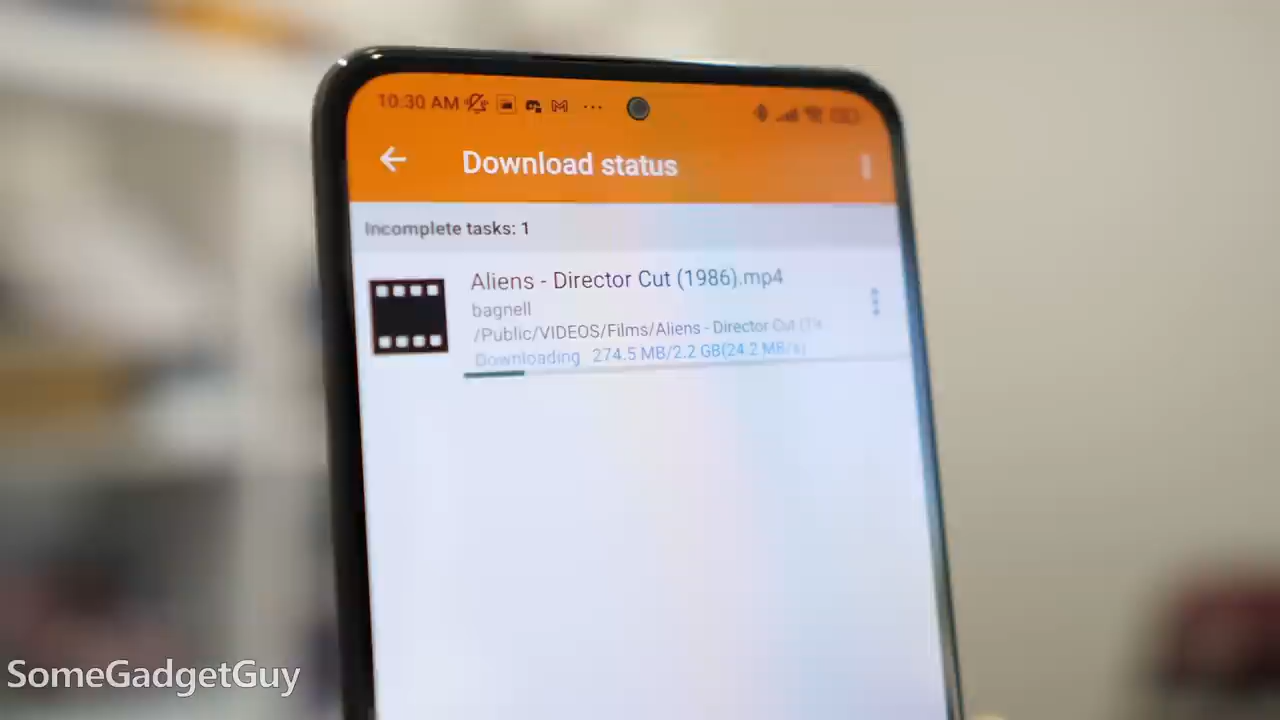 10:30 AM ...
Download status
Incomplete tasks: 1
Aliens - Director Cut (1986).mp4
bagnell
/Public/VIDEOS/Films/Aliens - Director Cut (19...
Downloading 274.5 MB/2.2 GB(24.2 MB/s)
SomeGadgetGuy